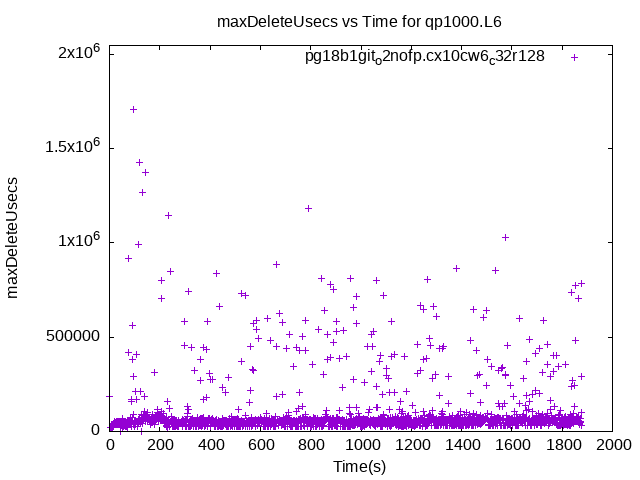 maxDeleteUsecs vs Time for qp1000.L6
pg18b1git_o2nofp.cx10cw6_c32r128
maxDeleteUsecs
2x10^6
1.5x10^6
1x10^6
500000
0
0 200 400 600 800 1000 1200 1400 1600 1800 2000
Time(s)